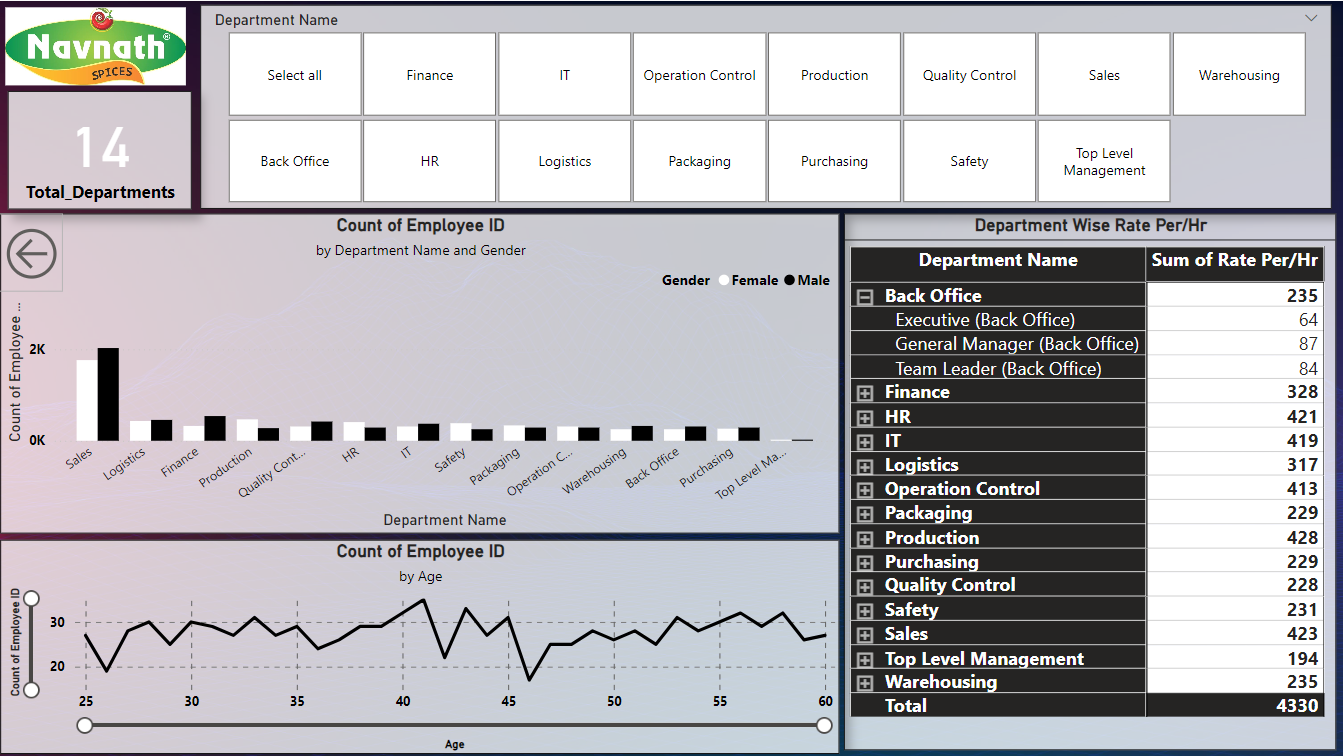 Navnath®
SPICES
14
Total_Departments
Department Name
Select all
Finance
IT
Operation Control
Production
Quality Control
Sales
Warehousing
Back Office
HR
Logistics
Packaging
Purchasing
Safety
Top Level
Management
Count of Employee ID
by Department Name and Gender
Gender Female Male
Count of Employee ...
2K
0K
Sales
Logistics
Finance
Production
Quality Cont...
HR
IT
Safety
Packaging
Operation C...
Warehousing
Back Office
Purchasing
Top Level Ma...
Department Name
Count of Employee ID
by Age
Count of Employee ID
30
20
25 30 35 40 45 50 55 60
Age
Department Wise Rate Per/Hr
Department Name Sum of Rate Per/Hr
Back Office 235
Executive (Back Office) 64
General Manager (Back Office) 87
Team Leader (Back Office) 84
Finance 328
HR 421
IT 419
Logistics 317
Operation Control 413
Packaging 229
Production 428
Purchasing 229
Quality Control 228
Safety 231
Sales 423
Top Level Management 194
Warehousing 235
Total 4330